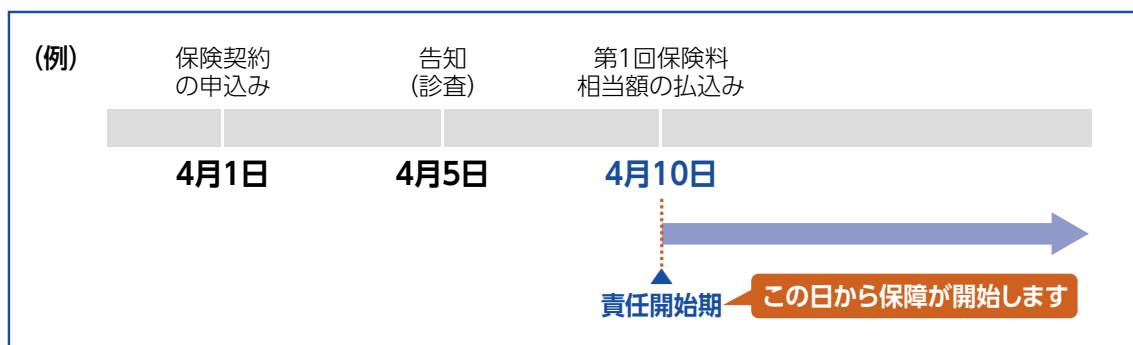 (例)
保険契約
の申込み
告知
(診査)
第1回保険料
相当額の払込み
4月1日
4月5日
4月10日
責任開始期
この日から保障が開始します